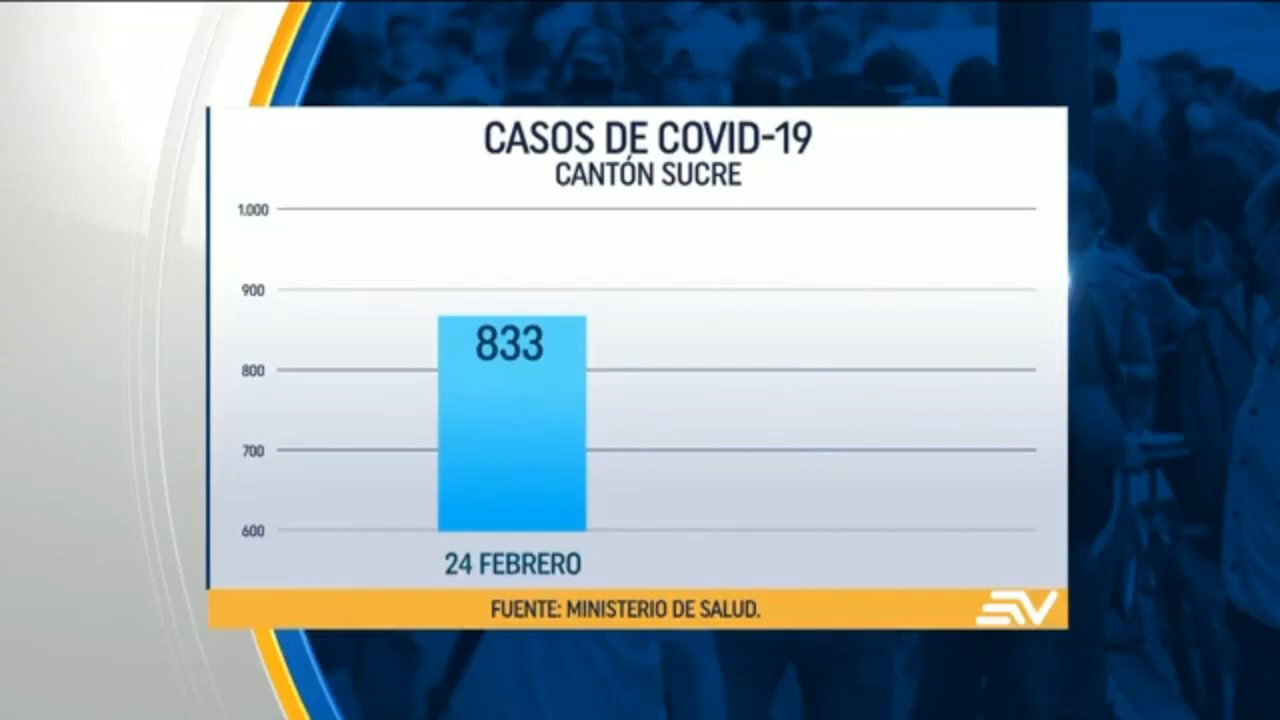 CASOS DE COVID-19
CANTÓN SUCRE
1.000
900
833
800
700
600
24 FEBRERO
FUENTE: MINISTERIO DE SALUD.